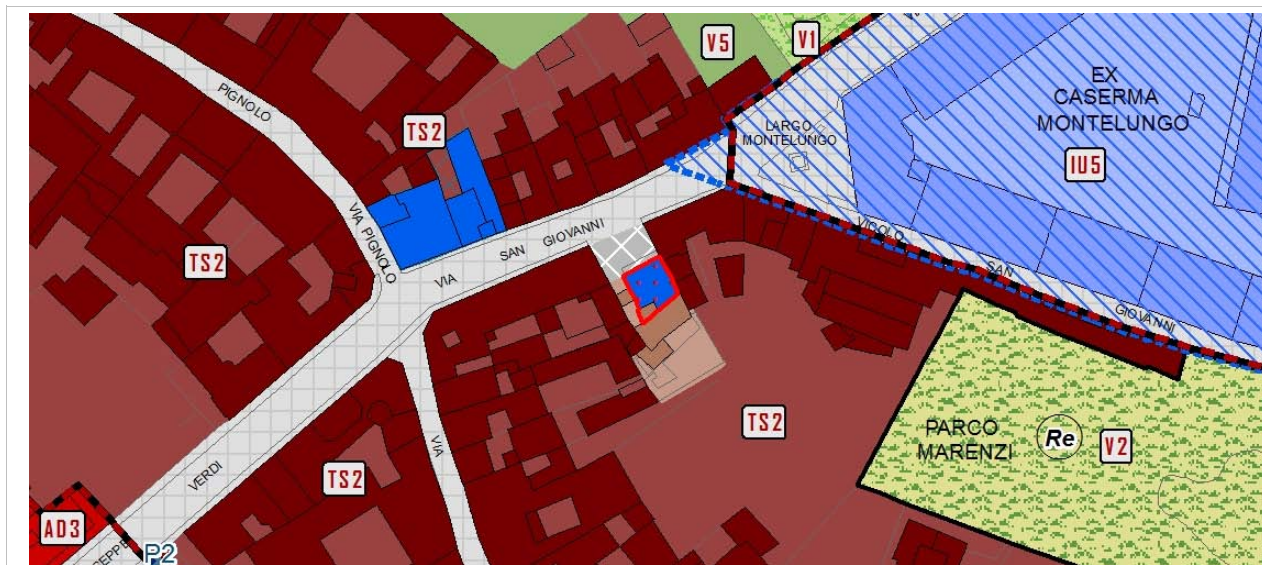 V5
V1
PIGNOLO
TS2
EX
CASERMA
MONTELUNGO
IU5
LARGO
MONTELUNGO
VIA PIGNOLO
TS2
VIA SAN GIOVANNI
VICOLO SAN GIOVANNI
TS2
PARCO
MARENZI
Re
V2
VIA
VERDI
TS2
AD3
SEPPE
P2